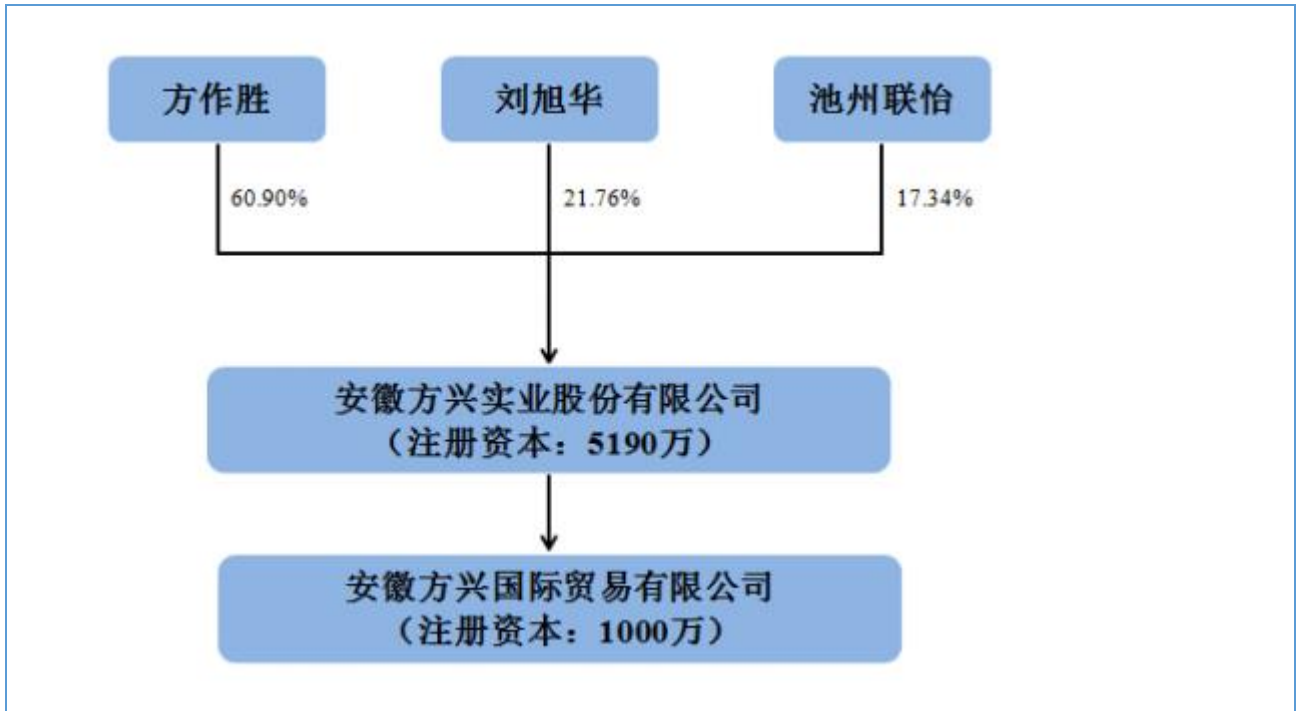 方作胜
刘旭华
池州联怡
60.90%
21.76%
17.34%
安徽方兴实业股份有限公司
（注册资本：5190万）
安徽方兴国际贸易有限公司
（注册资本：1000万）